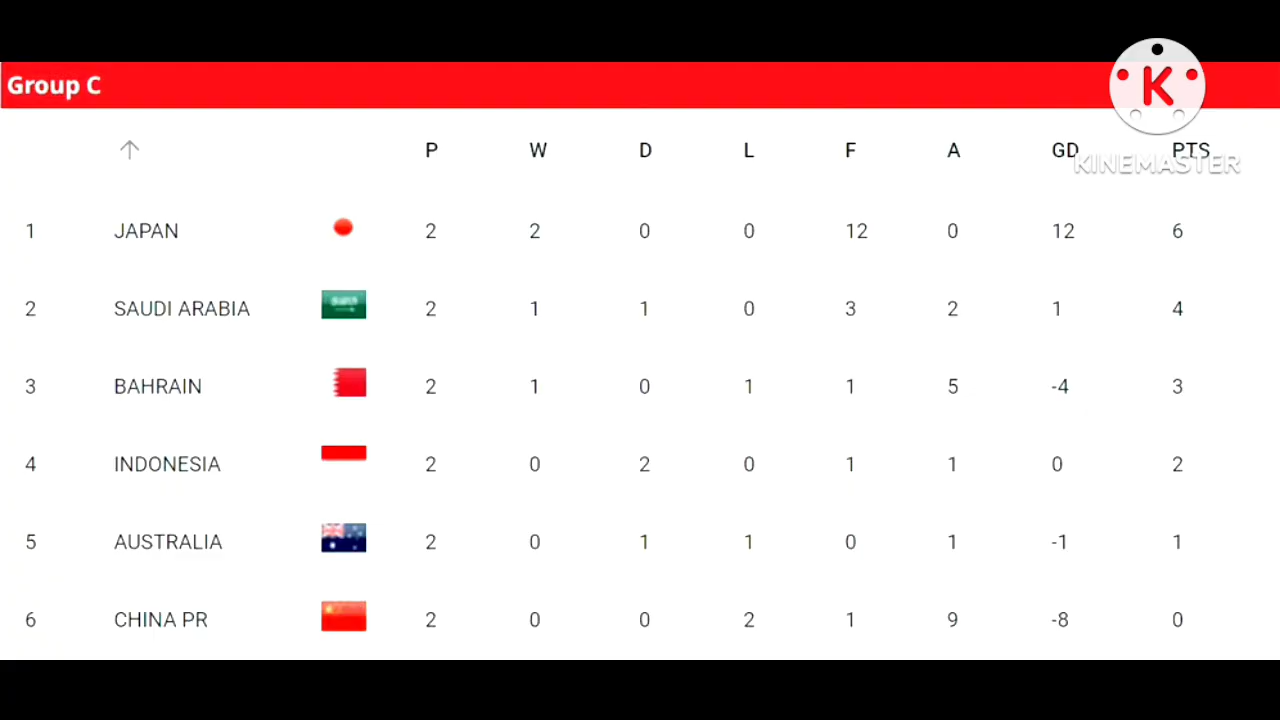 Group C
P W D L F A GD PTS
KINEMASTER
1 JAPAN 2 2 0 0 12 0 12 6
2 SAUDI ARABIA 2 1 1 0 3 2 1 4
3 BAHRAIN 2 1 0 1 1 5 -4 3
4 INDONESIA 2 0 2 0 1 1 0 2
5 AUSTRALIA 2 0 1 1 0 1 -1 1
6 CHINA PR 2 0 0 2 1 9 -8 0